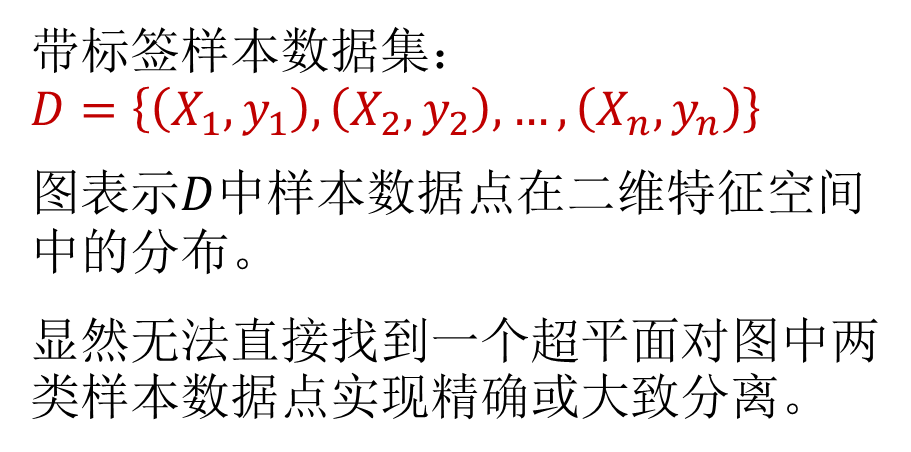 带标签样本数据集：
D = {(X₁, y₁), (X₂, y₂), … , (Xₙ, yₙ)}
图表示D中样本数据点在二维特征空间
中的分布。
显然无法直接找到一个超平面对图中两
类样本数据点实现精确或大致分离。